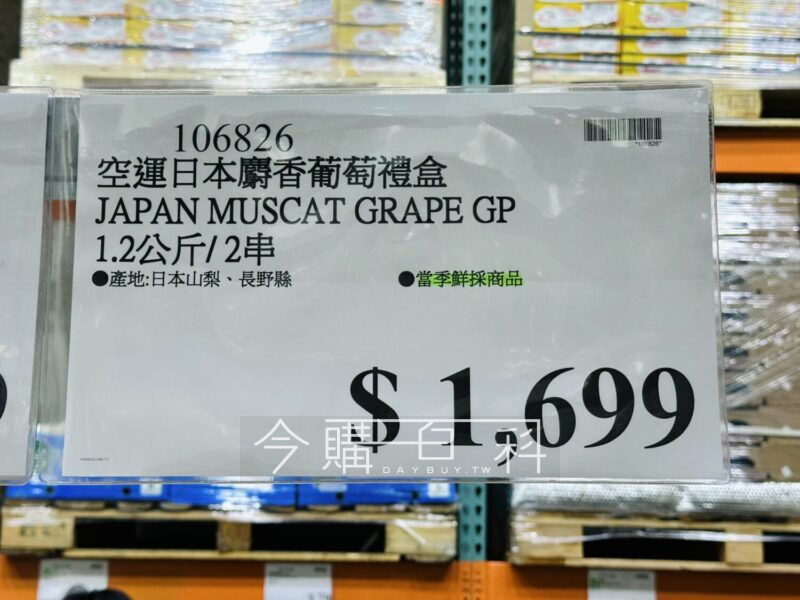 106826
*106826*
空運日本麝香葡萄禮盒
JAPAN MUSCAT GRAPE GP
1.2公斤/ 2串
●產地:日本山梨、長野縣
●當季鮮採商品
$ 1,699
今購百科
DAYBUY.TW
9